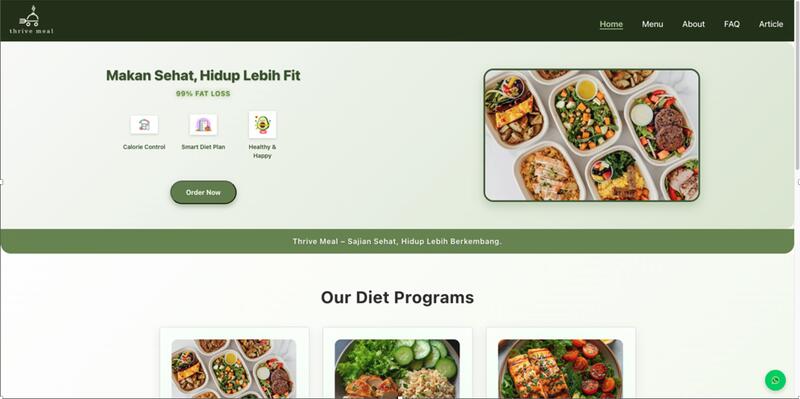 thrive meal
Home Menu About FAQ Article
Makan Sehat, Hidup Lebih Fit
99% FAT LOSS
Calorie Control
Smart Diet Plan
Healthy &
Happy
Order Now
Thrive Meal – Sajian Sehat, Hidup Lebih Berkembang.
Our Diet Programs